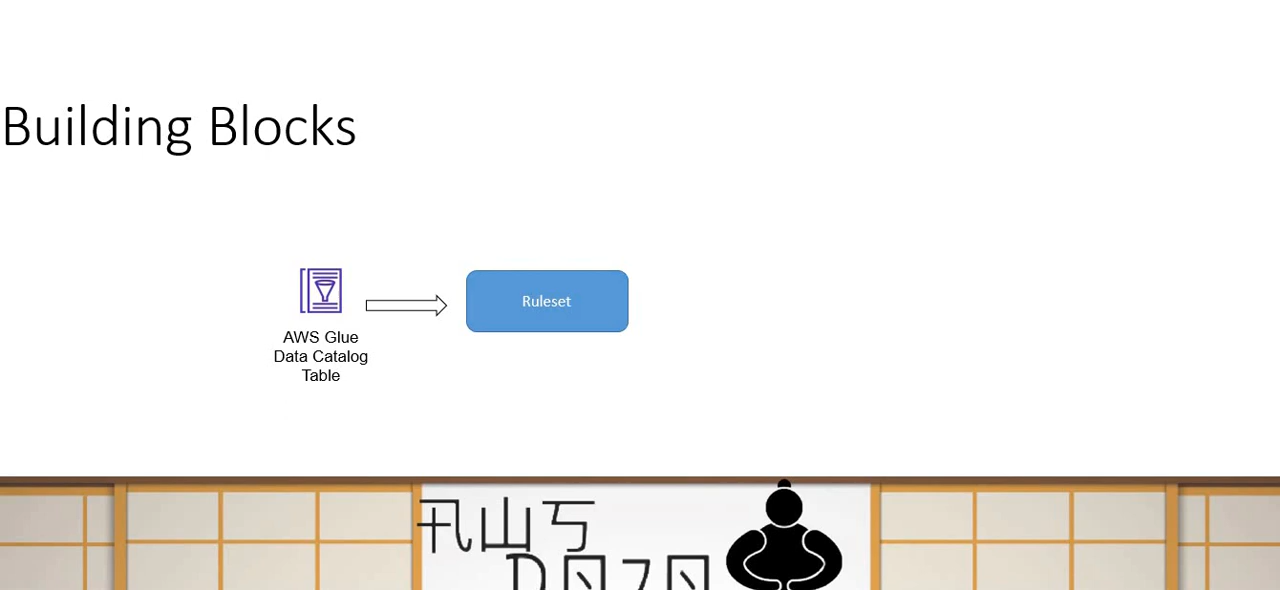 Building Blocks
Ruleset
AWS Glue
Data Catalog
Table